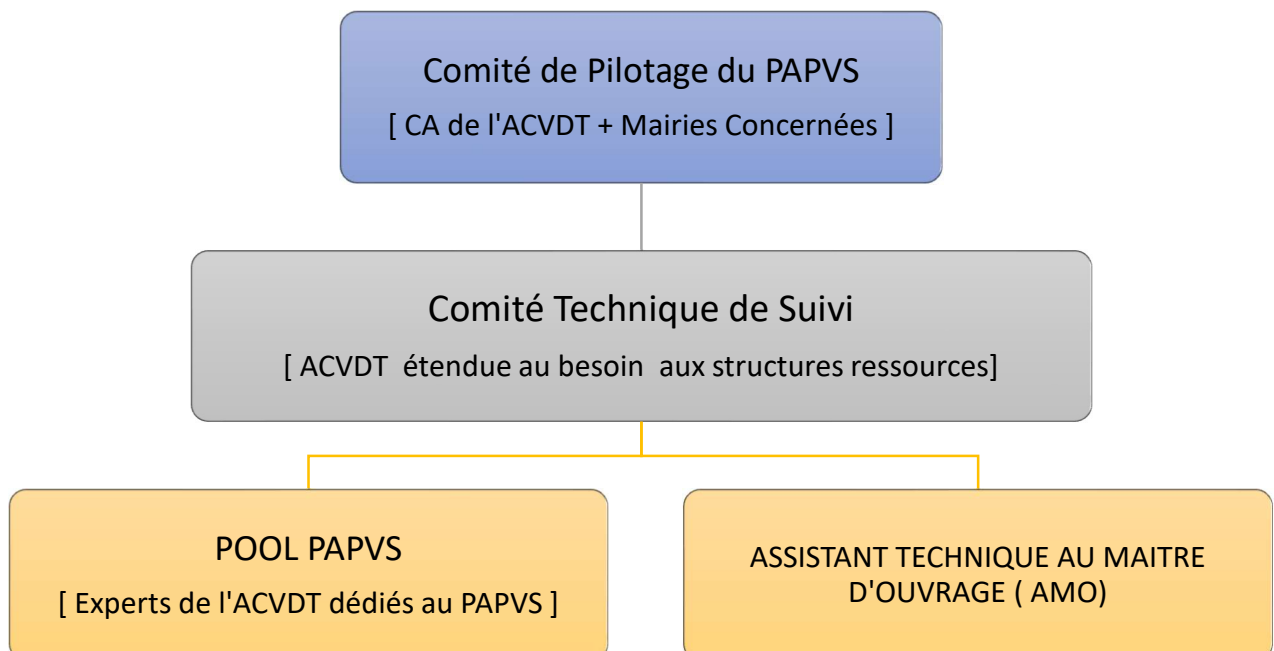 Comité de Pilotage du PAPVS
[ CA de l'ACVDT + Mairies Concernées ]
Comité Technique de Suivi
[ ACVDT étendue au besoin aux structures ressources]
POOL PAPVS
[ Experts de l'ACVDT dédiés au PAPVS ]
ASSISTANT TECHNIQUE AU MAITRE
D'OUVRAGE ( AMO)